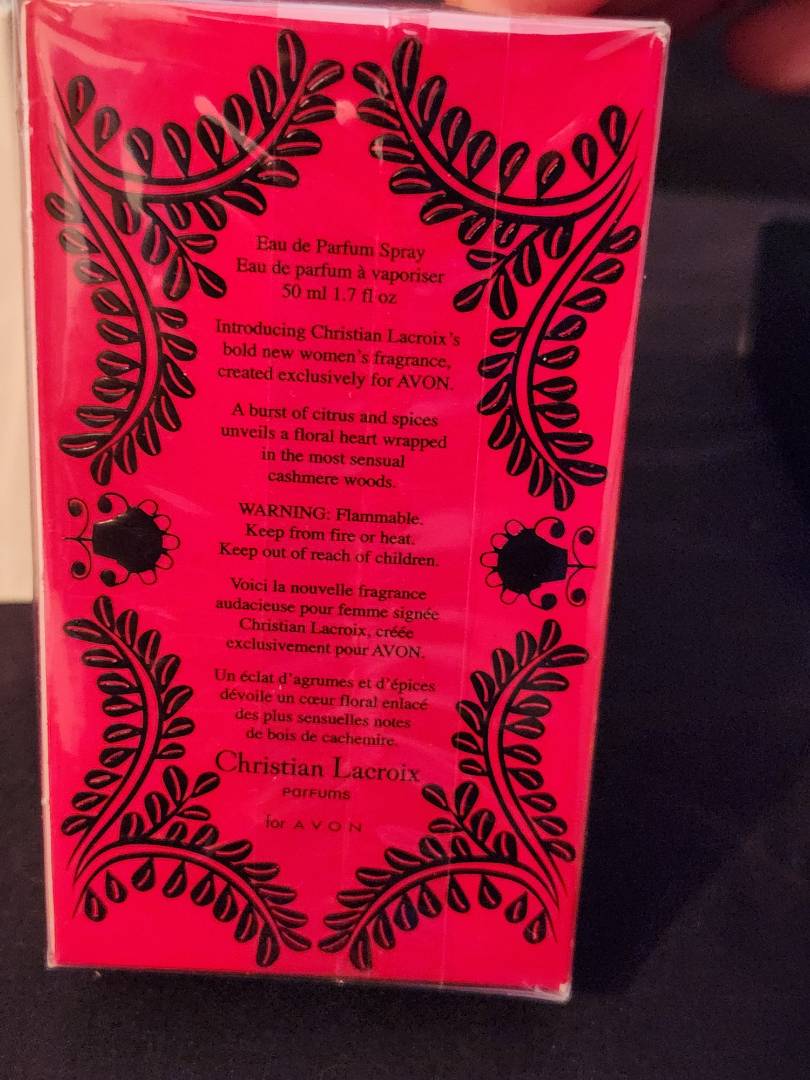 Eau de Parfum Spray
Eau de parfum à vaporiser
50 ml 1.7 fl oz
Introducing Christian Lacroix's
bold new women's fragrance,
created exclusively for AVON.
A burst of citrus and spices
unveils a floral heart wrapped
in the most sensual
cashmere woods.
WARNING: Flammable.
Keep from fire or heat.
Keep out of reach of children.
Voici la nouvelle fragrance
audacieuse pour femme signée
Christian Lacroix, créée
exclusivement pour AVON.
Un éclat d'agrumes et d'épices
dévoile un cœur floral enlacé
des plus sensuelles notes
de bois de cachemire.
Christian Lacroix
PARFUMS
for AVON